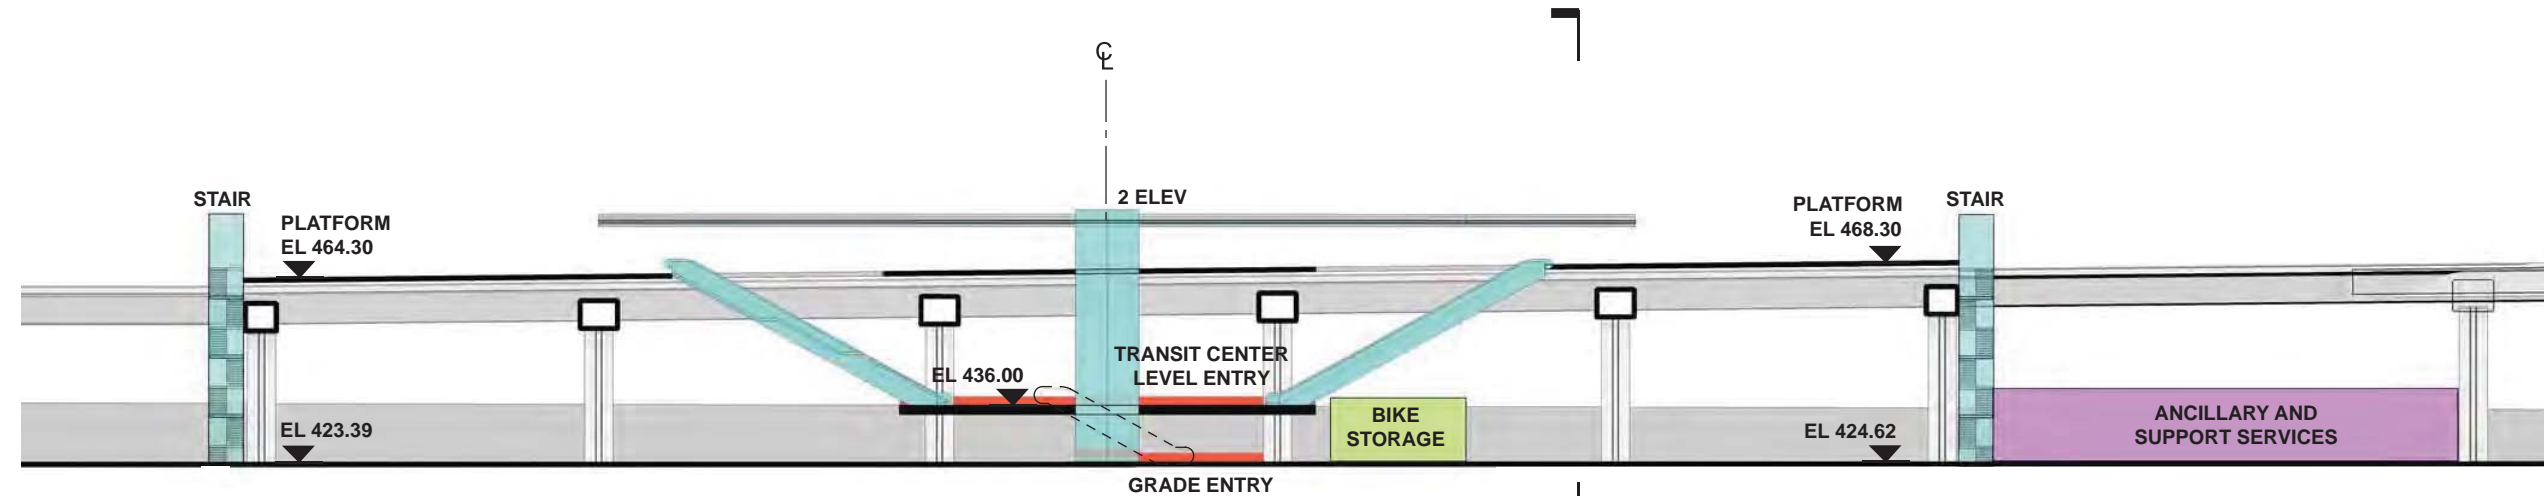 ℄
2 ELEV
STAIR
PLATFORM
EL 464.30
PLATFORM
EL 468.30
STAIR
TRANSIT CENTER
LEVEL ENTRY
EL 436.00
BIKE
STORAGE
ANCILLARY AND
SUPPORT SERVICES
EL 423.39
EL 424.62
GRADE ENTRY